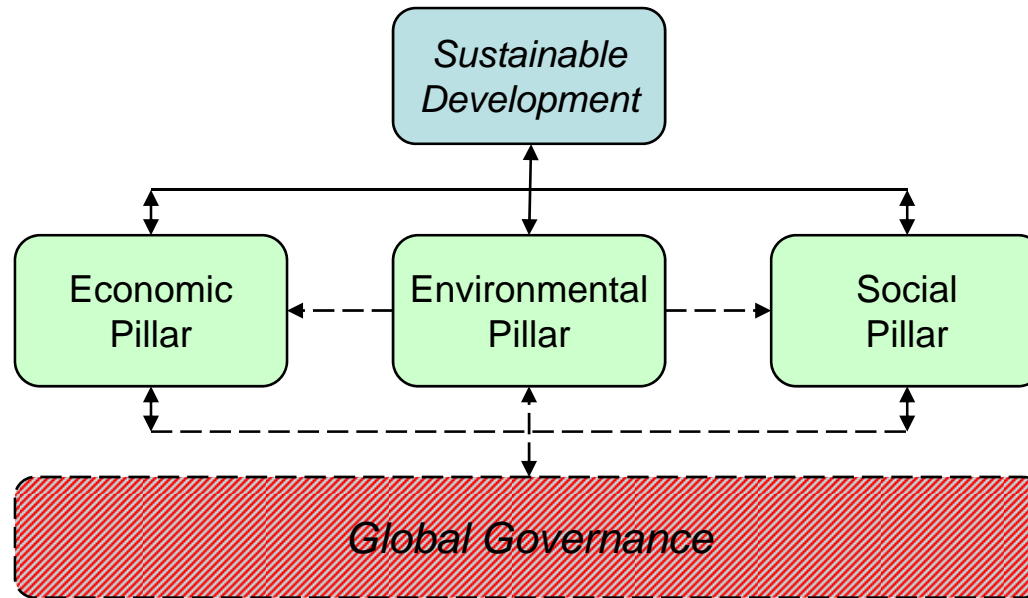 Sustainable
Development
Economic
Pillar
Environmental
Pillar
Social
Pillar
Global Governance